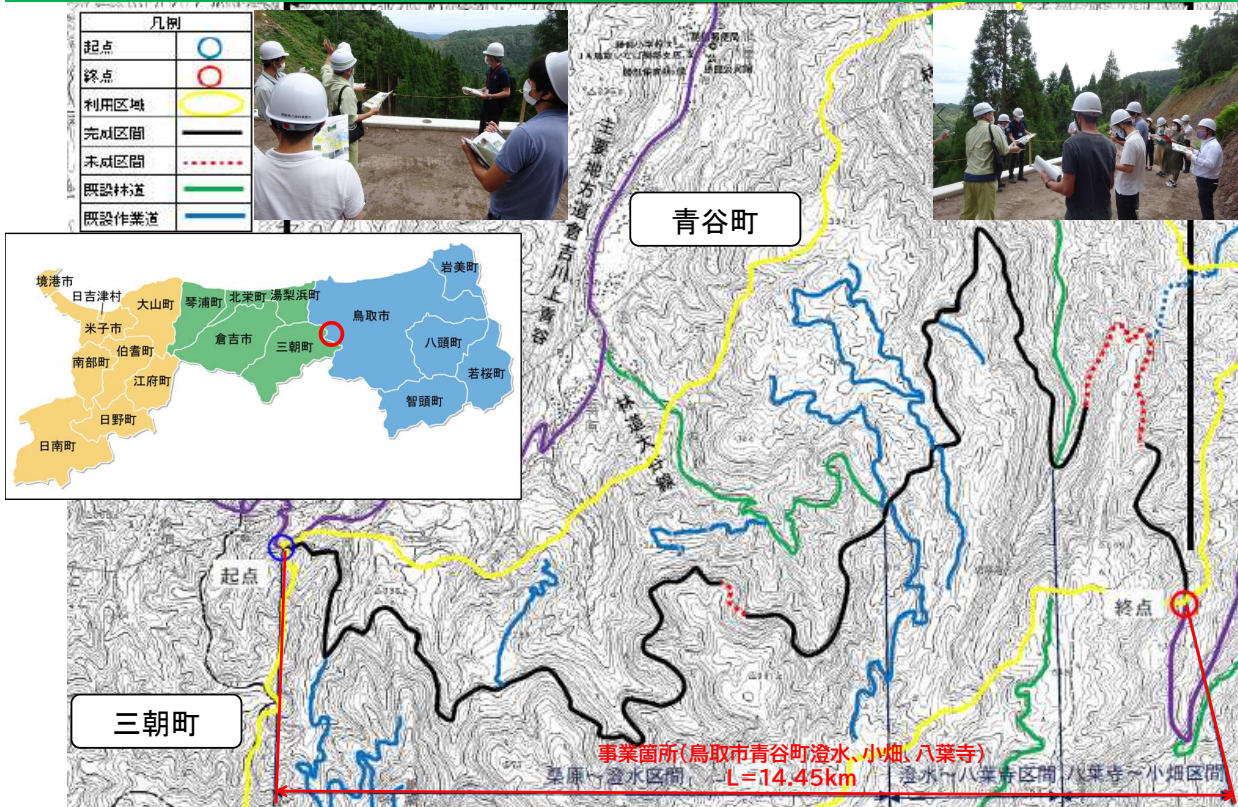 凡例
起点
終点
利用区域
完成区間
未成区間
既設林道
既設作業道
青谷町
主要地方道倉吉川上青谷
境港市
日吉津村
大山町
米子市
伯耆町
南部町
江府町
日野町
日南町
琴浦町
北栄町
湯梨浜町
倉吉市
三朝町
鳥取市
岩美町
八頭町
若桜町
智頭町
起点
終点
三朝町
事業箇所(鳥取市青谷町澄水、小畑、八葉寺)
L=14.45km
桑原~澄水区間
澄水~八葉寺区間
八葉寺~小畑区間